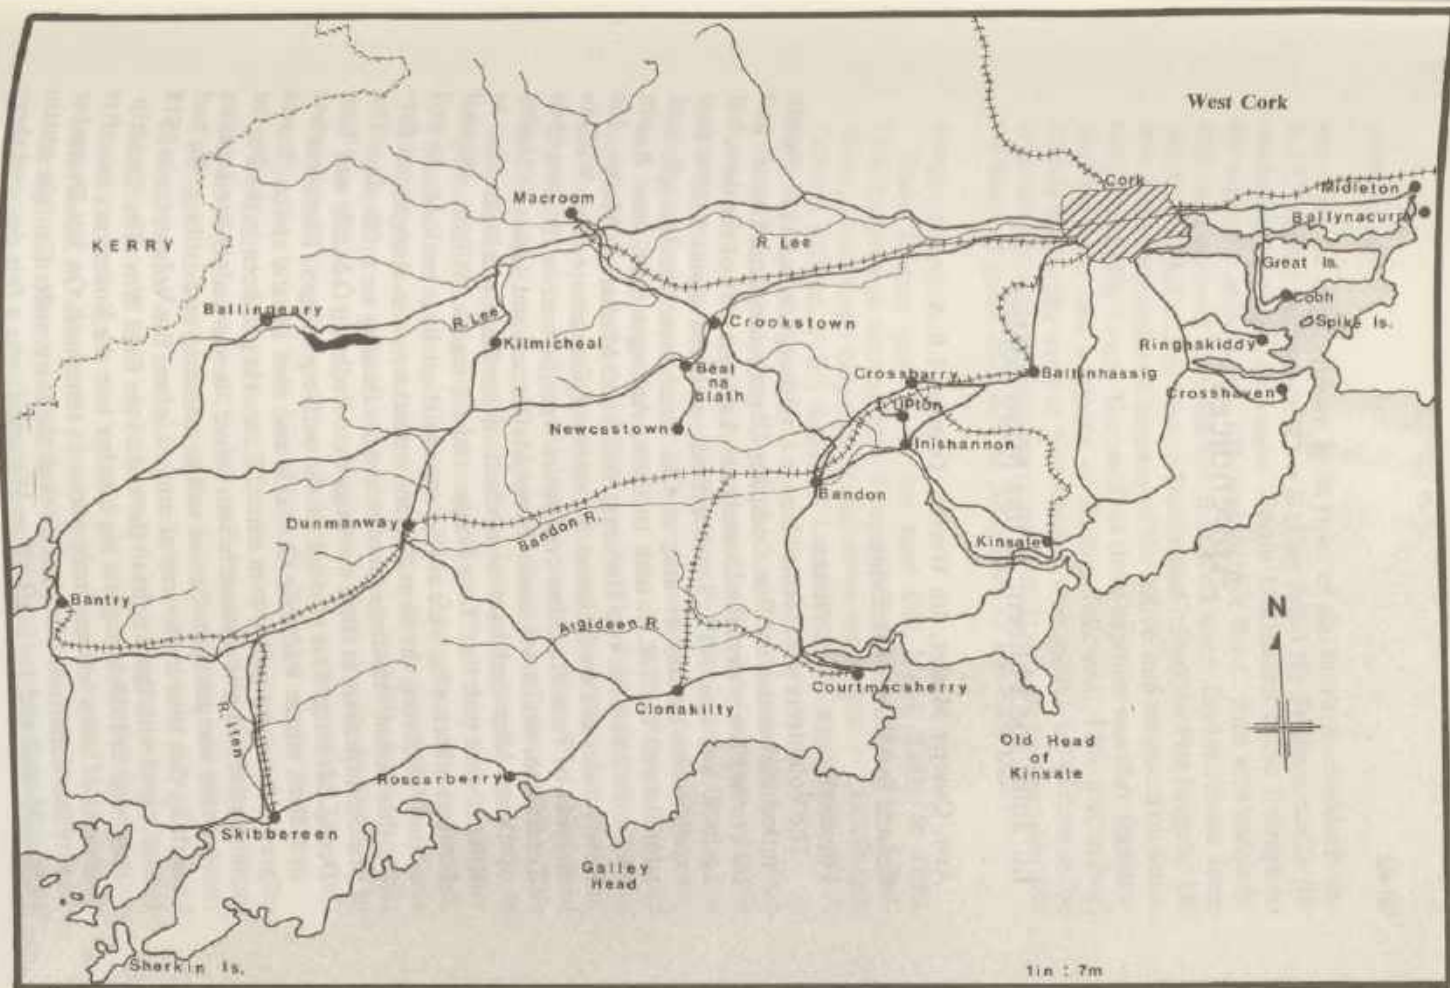 West Cork
Cork
Midleton
Macroom
Ballynacurry
R. Lee
KERRY
Great Is.
Cobh
Ballingeary
R. Lee
Crookstown
Spike Is.
Kilmicheal
Ringaskiddy
Béal
na
blath
Crossbarry
Ballinhassig
Crosshaven
Upton
Newcestown
Inishannon
Bandon
Dunmanway
Bandon R.
Kinsale
Bantry
N
Argideen R
Courtmacsherry
Clonakilty
R. Ilen
Old Head
of
Kinsale
Roscarberry
Skibbereen
Galley
Head
Sherkin Is.
1in : 7m